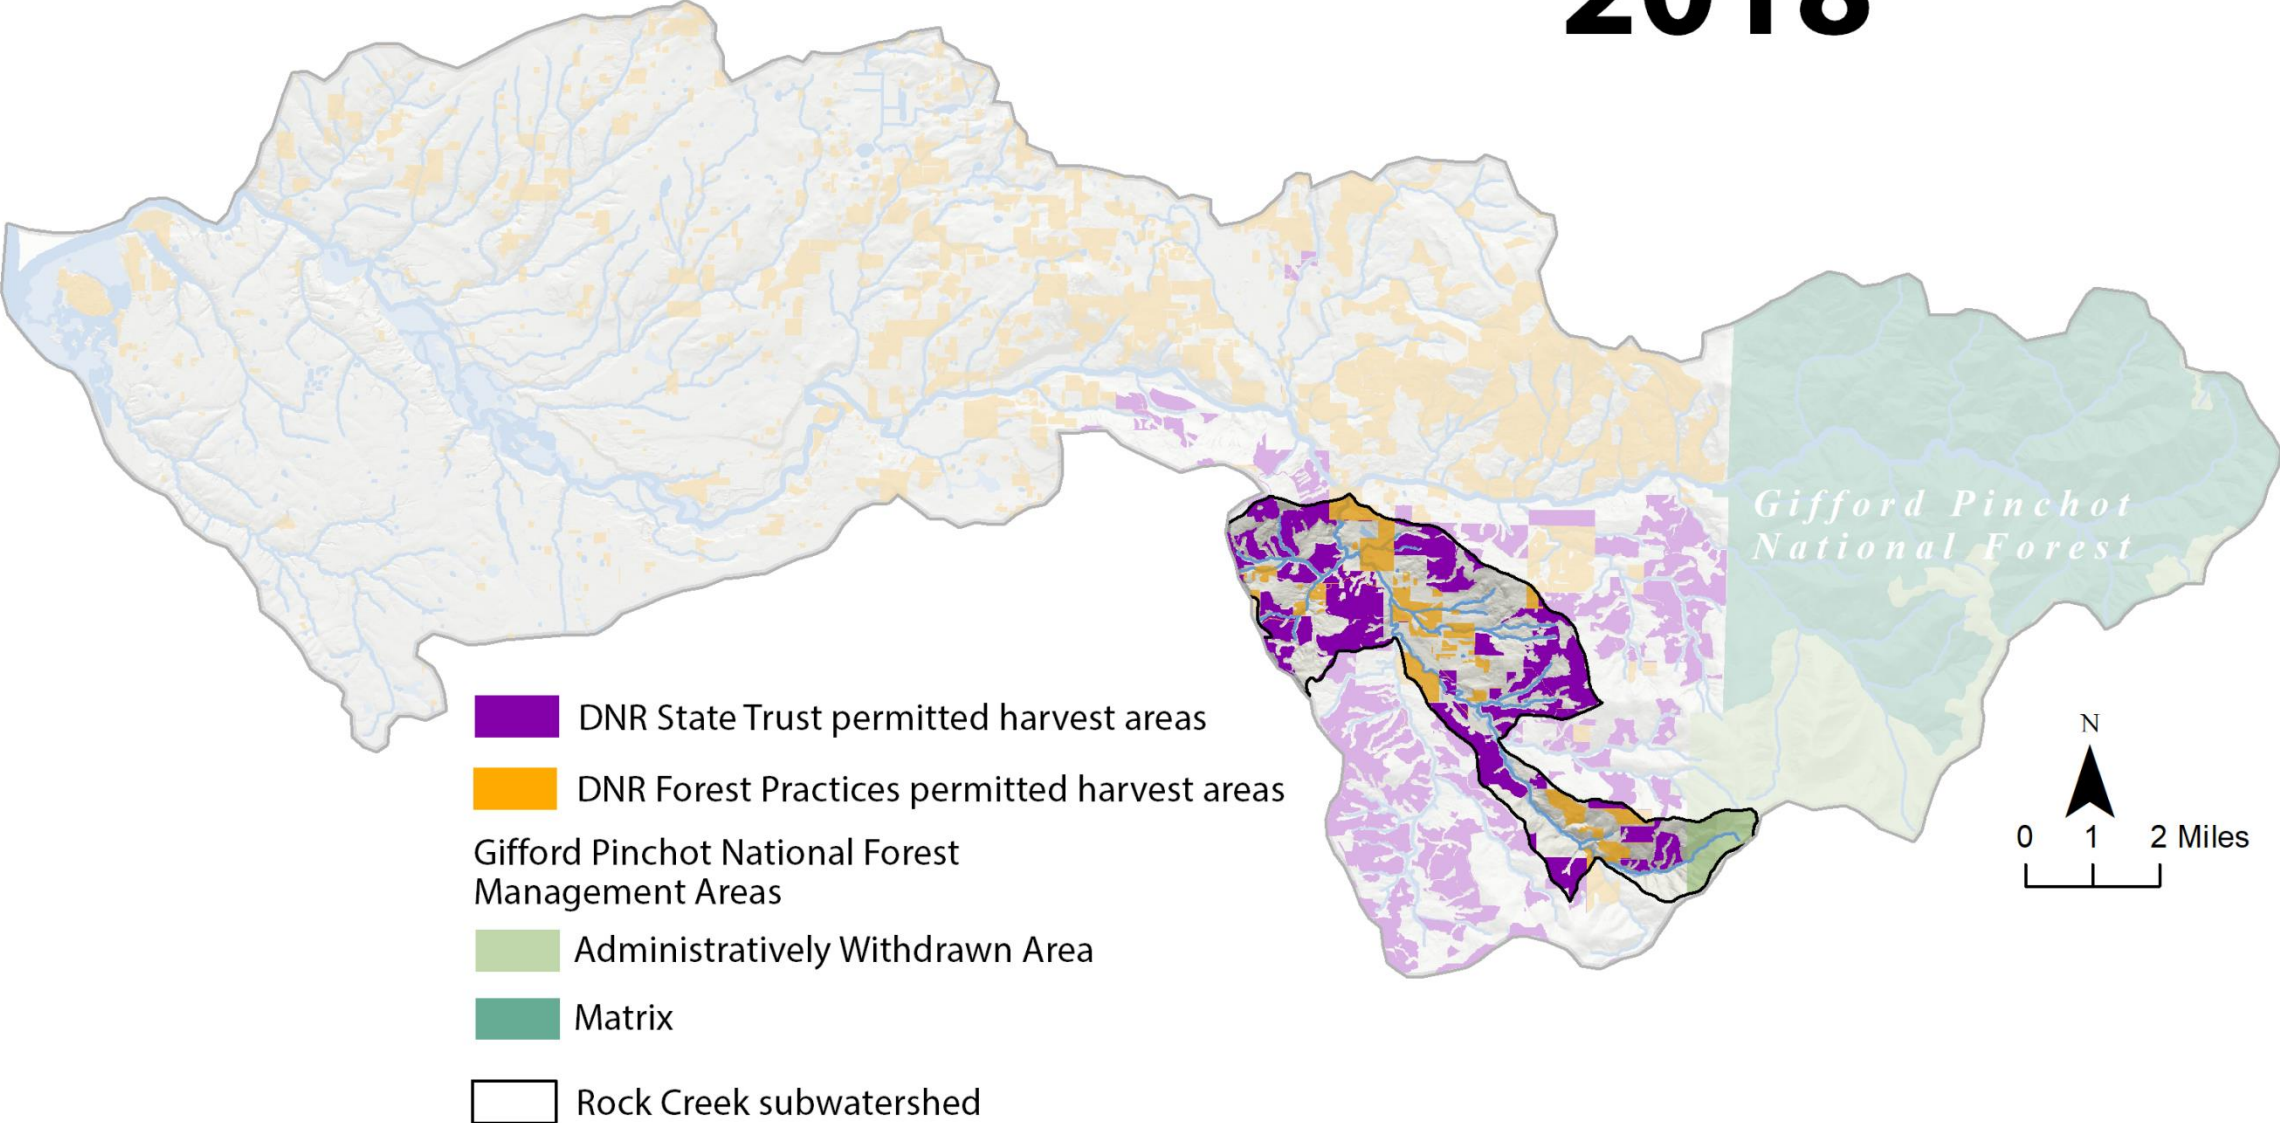 2018
Gifford Pinchot
National Forest
DNR State Trust permitted harvest areas
DNR Forest Practices permitted harvest areas
Gifford Pinchot National Forest
Management Areas
Administratively Withdrawn Area
Matrix
Rock Creek subwatershed
N
0 1 2 Miles